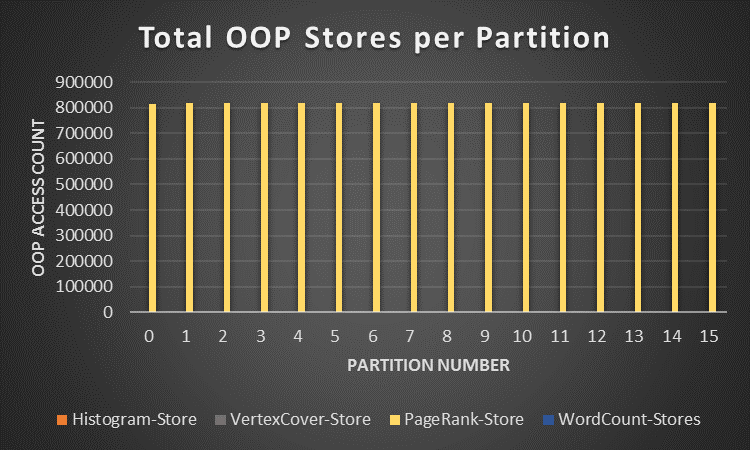 Total OOP Stores per Partition
OOP ACCESS COUNT
900000
800000
700000
600000
500000
400000
300000
200000
100000
0
0 1 2 3 4 5 6 7 8 9 10 11 12 13 14 15
PARTITION NUMBER
Histogram-Store VertexCover-Store PageRank-Store WordCount-Stores